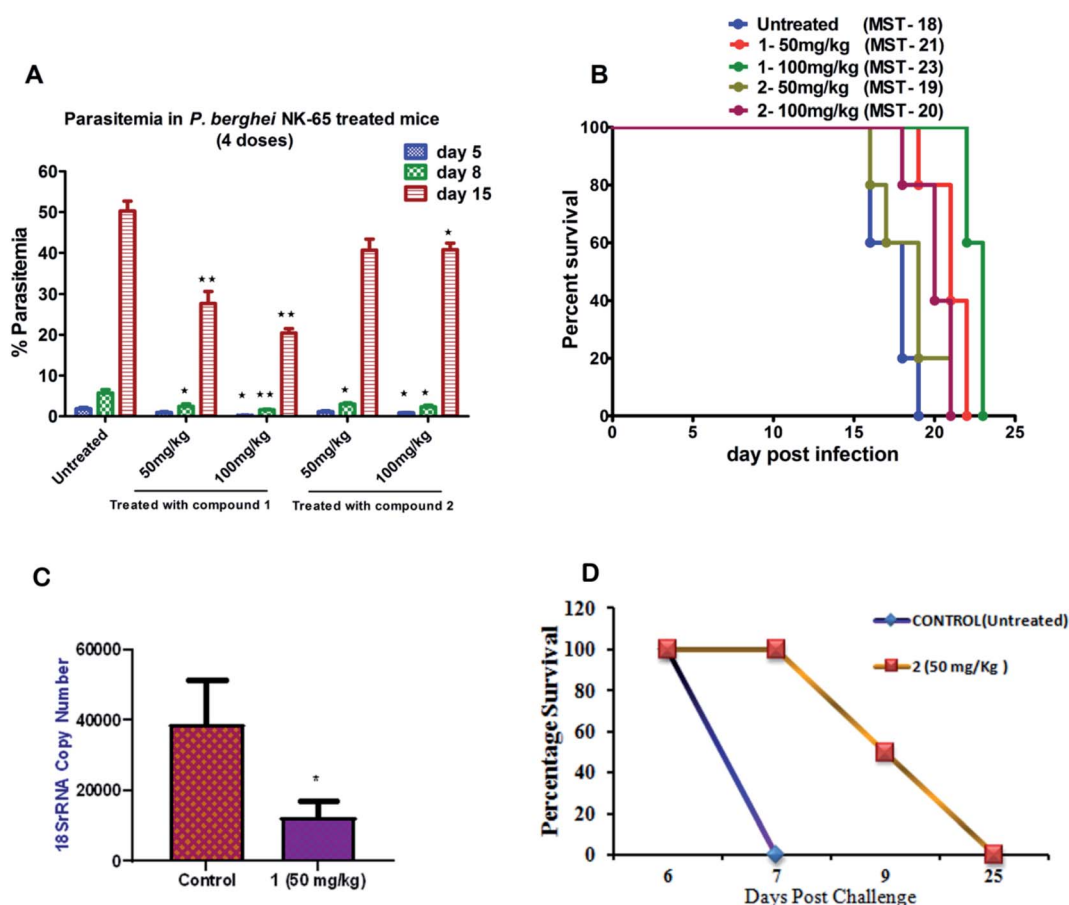 A
Parasitemia in P. berghei NK-65 treated mice
(4 doses)
day 5
day 8
day 15
% Parasitemia
60
50
40
30
20
10
0
★★
★★
★
★
★
★★
★
★
★
Untreated
50mg/kg
100mg/kg
50mg/kg
100mg/kg
Treated with compound 1
Treated with compound 2
B
Untreated (MST - 18)
1- 50mg/kg (MST - 21)
1- 100mg/kg (MST - 23)
2- 50mg/kg (MST - 19)
2- 100mg/kg (MST - 20)
Percent survival
100
80
60
40
20
0
0 5 10 15 20 25
day post infection
C
18SrRNA Copy Number
60000
40000
20000
0
*
Control
1 (50 mg/kg)
D
Percentage Survival
120
100
80
60
40
20
0
CONTROL(Untreated)
2 (50 mg/Kg )
6 7 9 25
Days Post Challenge